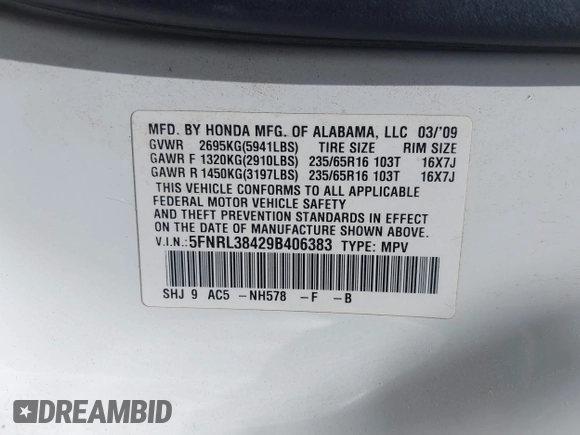 MFD. BY HONDA MFG. OF ALABAMA, LLC 03/'09
GVWR 2695KG(5941LBS) TIRE SIZE RIM SIZE
GAWR F 1320KG(2910LBS) 235/65R16 103T 16X7J
GAWR R 1450KG(3197LBS) 235/65R16 103T 16X7J
THIS VEHICLE CONFORMS TO ALL APPLICABLE
FEDERAL MOTOR VEHICLE SAFETY
AND THEFT PREVENTION STANDARDS IN EFFECT
ON THE DATE OF MANUFACTURE SHOWN ABOVE.
V.I.N.: 5FNRL38429B406383 TYPE: MPV
SHJ 9 AC5 -NH578 -F -B
DREAMBID